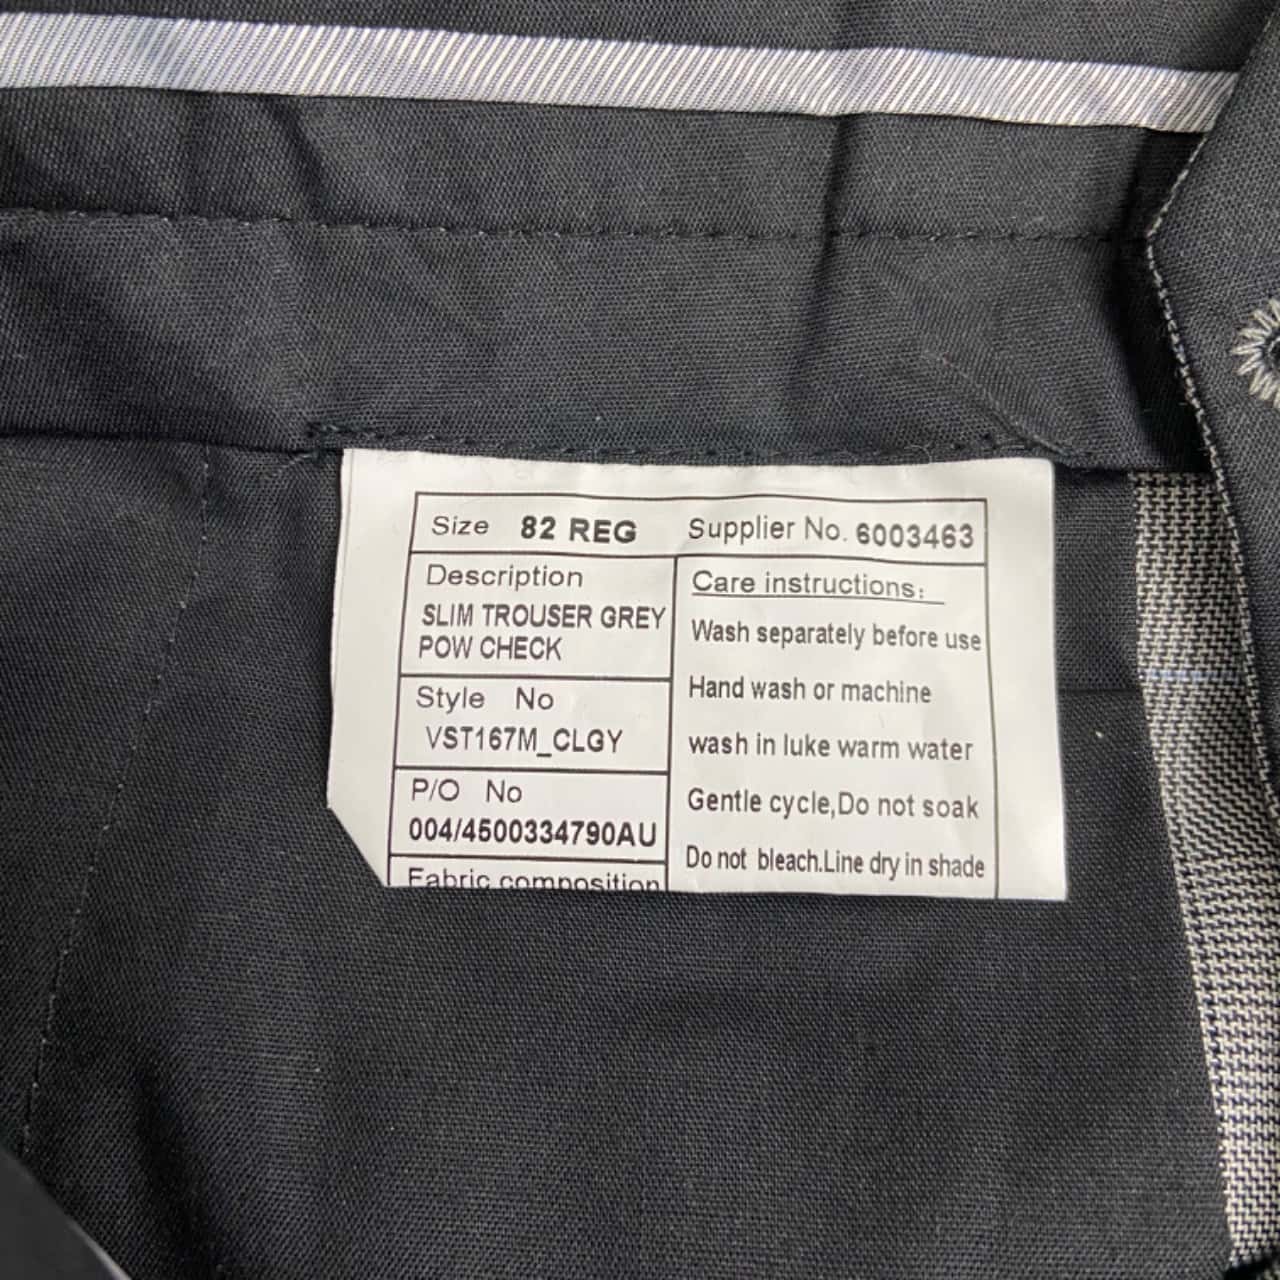 Size 82 REG Supplier No. 6003463
Description
SLIM TROUSER GREY
POW CHECK
Style No
VST167M_CLGY
P/O No
004/4500334790AU
Fabric composition
Care instructions:
Wash separately before use
Hand wash or machine
wash in luke warm water
Gentle cycle,Do not soak
Do not bleach.Line dry in shade